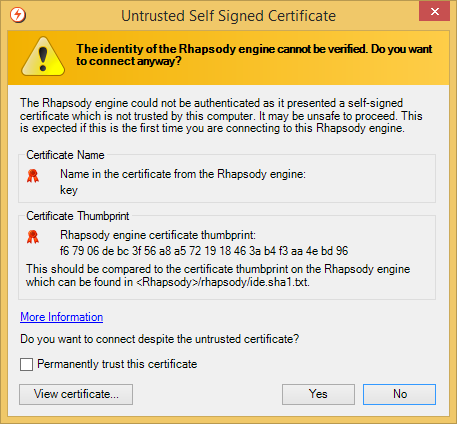 Untrusted Self Signed Certificate
The identity of the Rhapsody engine cannot be verified. Do you want
to connect anyway?
The Rhapsody engine could not be authenticated as it presented a self-signed
certificate which is not trusted by this computer. It may be unsafe to proceed. This
is expected if this is the first time you are connecting to this Rhapsody engine.
Certificate Name
Name in the certificate from the Rhapsody engine:
key
Certificate Thumbprint
Rhapsody engine certificate thumbprint:
f6 79 06 de bc 3f 56 a8 a5 72 19 18 46 3a b4 f3 aa 4e bd 96
This should be compared to the certificate thumbprint on the Rhapsody engine
which can be found in <Rhapsody>/rhapsody/ide.sha1.txt.
More Information
Do you want to connect despite the untrusted certificate?
Permanently trust this certificate
View certificate...
Yes
No